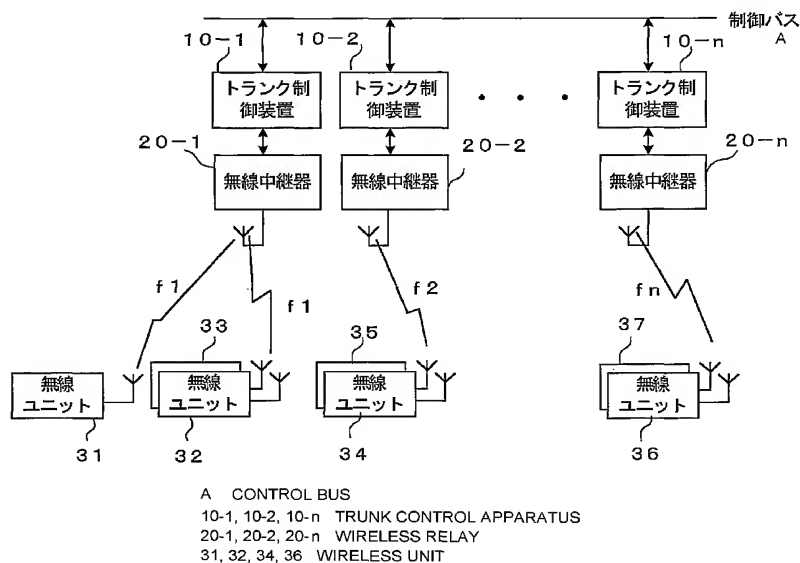 制御バス
A
10-1
10-2
10-n
トランク制
御装置
トランク制
御装置
・ ・ ・
トランク制
御装置
20-1
20-2
20-n
無線中継器
無線中継器
無線中継器
f1
f1
f2
fn
33
35
37
無線
ユニット
無線
ユニット
無線
ユニット
無線
ユニット
31
32
34
36
A CONTROL BUS
10-1, 10-2, 10-n TRUNK CONTROL APPARATUS
20-1, 20-2, 20-n WIRELESS RELAY
31, 32, 34, 36 WIRELESS UNIT